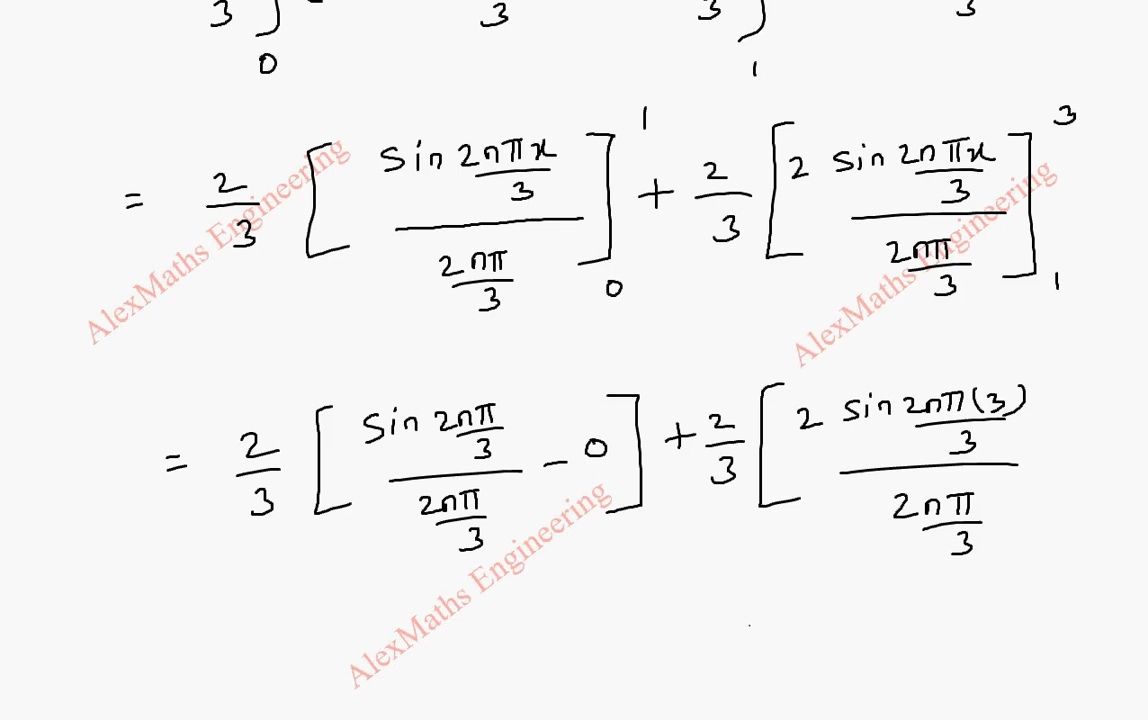 3 ∫ 3 3 ∫ 3
0 1
= 2/3 [ (sin 2nπx/3) / (2nπ/3) ]₀¹ + 2/3 [ 2 (sin 2nπx/3) / (2nπ/3) ]₁³
= 2/3 [ (sin 2nπ/3) / (2nπ/3) - 0 ] + 2/3 [ 2 (sin 2nπ(3)/3) / (2nπ/3)
AlexMaths Engineering
AlexMaths Engineering
AlexMaths Engineering